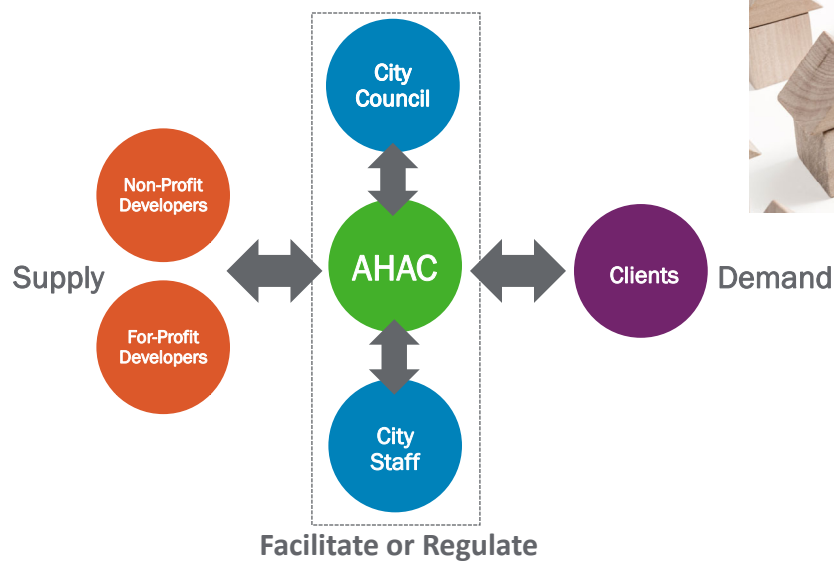 City
Council
Non-Profit
Developers
Supply
AHAC
Clients
Demand
For-Profit
Developers
City
Staff
Facilitate or Regulate